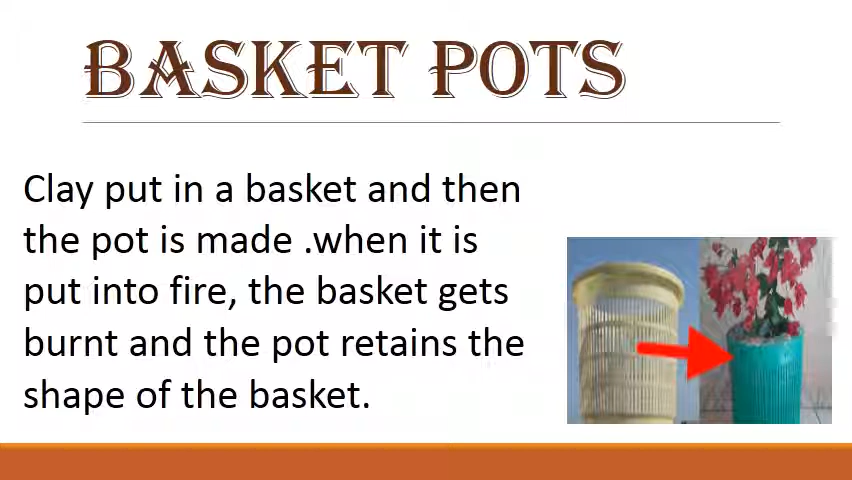 BASKET POTS
Clay put in a basket and then
the pot is made .when it is
put into fire, the basket gets
burnt and the pot retains the
shape of the basket.